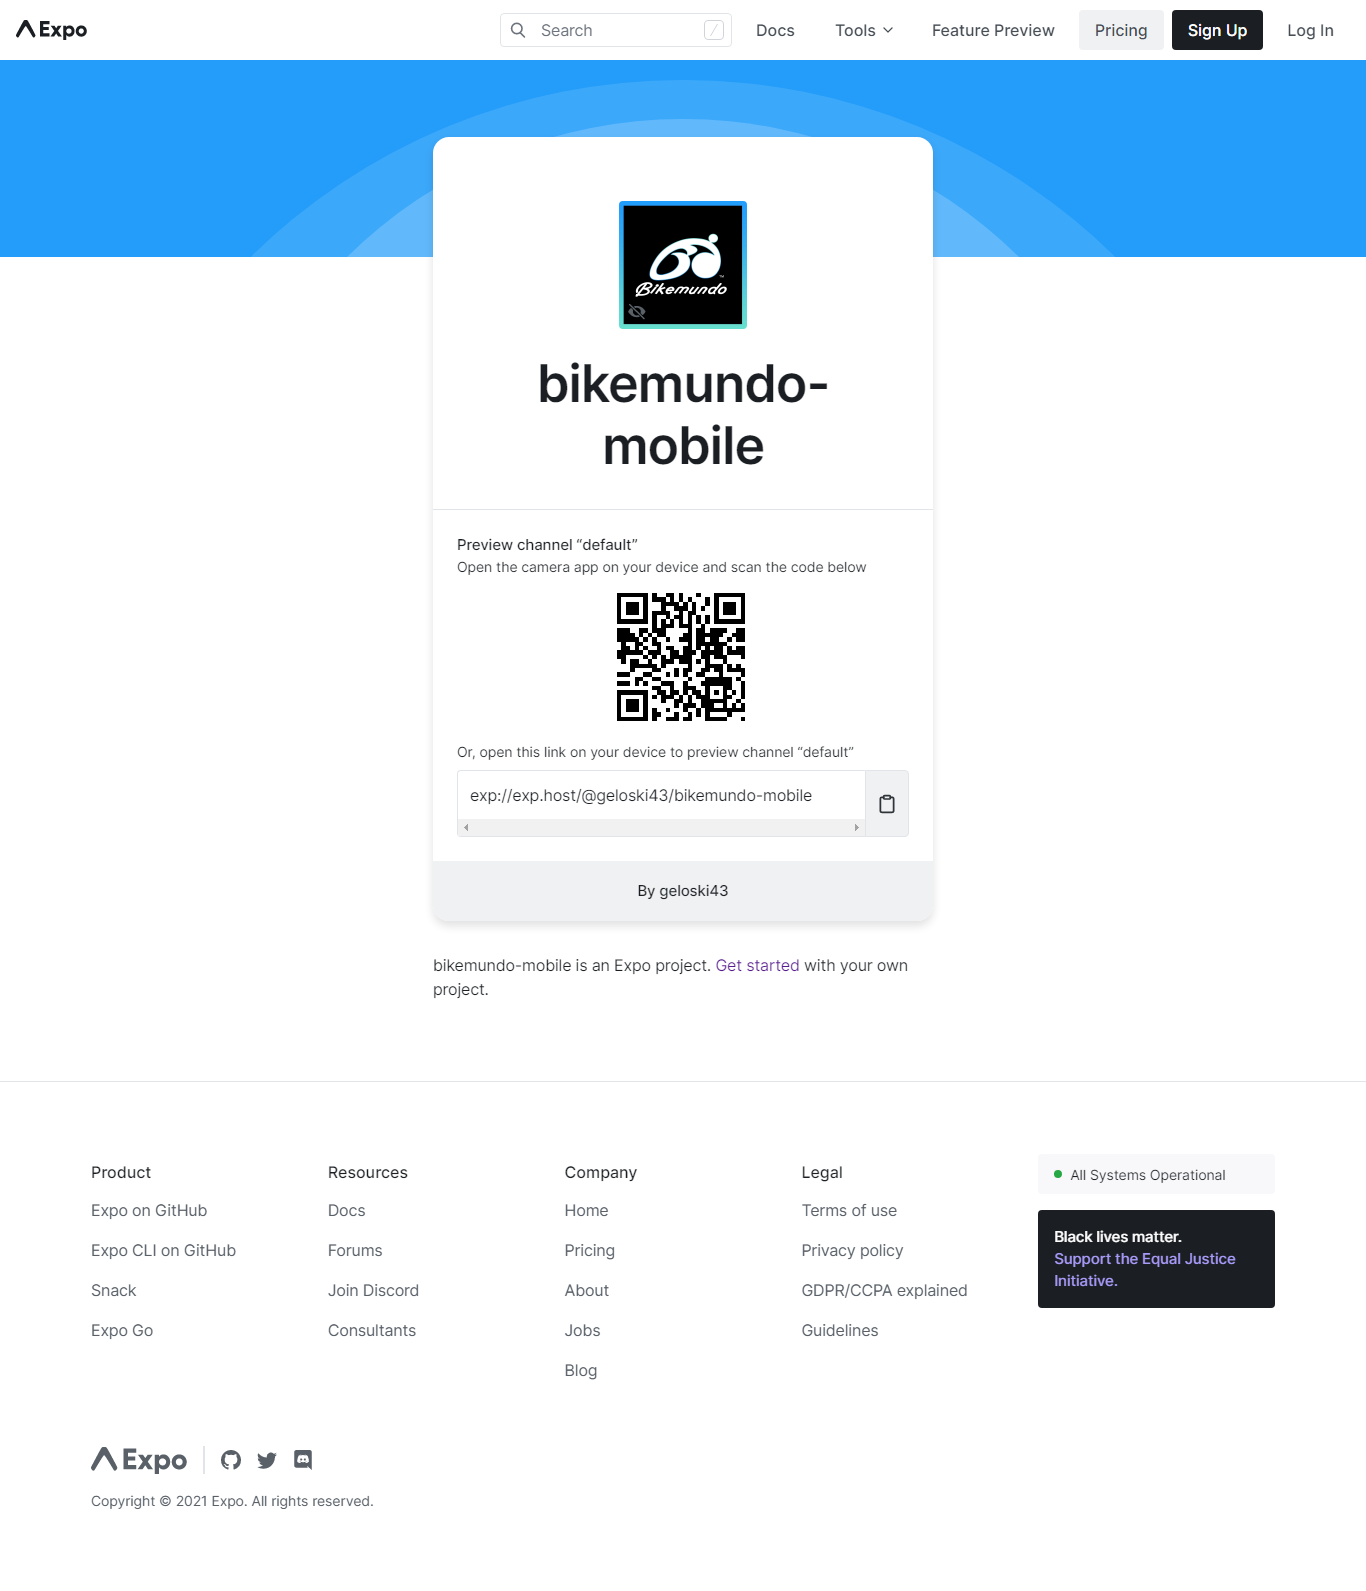 Expo
Search
/
Docs
Tools
Feature Preview
Pricing
Sign Up
Log In
Bikemundo
™
bikemundo-
mobile
Preview channel “default”
Open the camera app on your device and scan the code below
Or, open this link on your device to preview channel “default”
exp://exp.host/@geloski43/bikemundo-mobile
By geloski43
bikemundo-mobile is an Expo project. Get started with your own
project.
Product
Expo on GitHub
Expo CLI on GitHub
Snack
Expo Go
Resources
Docs
Forums
Join Discord
Consultants
Company
Home
Pricing
About
Jobs
Blog
Legal
Terms of use
Privacy policy
GDPR/CCPA explained
Guidelines
All Systems Operational
Black lives matter.
Support the Equal Justice
Initiative.
Expo
Copyright © 2021 Expo. All rights reserved.